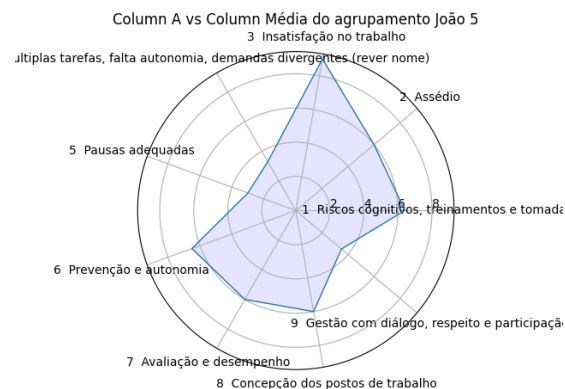 Column A vs Column Média do agrupamento João 5
3 Insatisfação no trabalho
tarefas, falta autonomia, demandas divergentes (rever nome)
2 Assédio
5 Pausas adequadas
2 4 6 8
1 Riscos cognitivos, treinamentos e tomada
6 Prevenção e autonomia
9 Gestão com diálogo, respeito e participação
7 Avaliação e desempenho
8 Concepção dos postos de trabalho